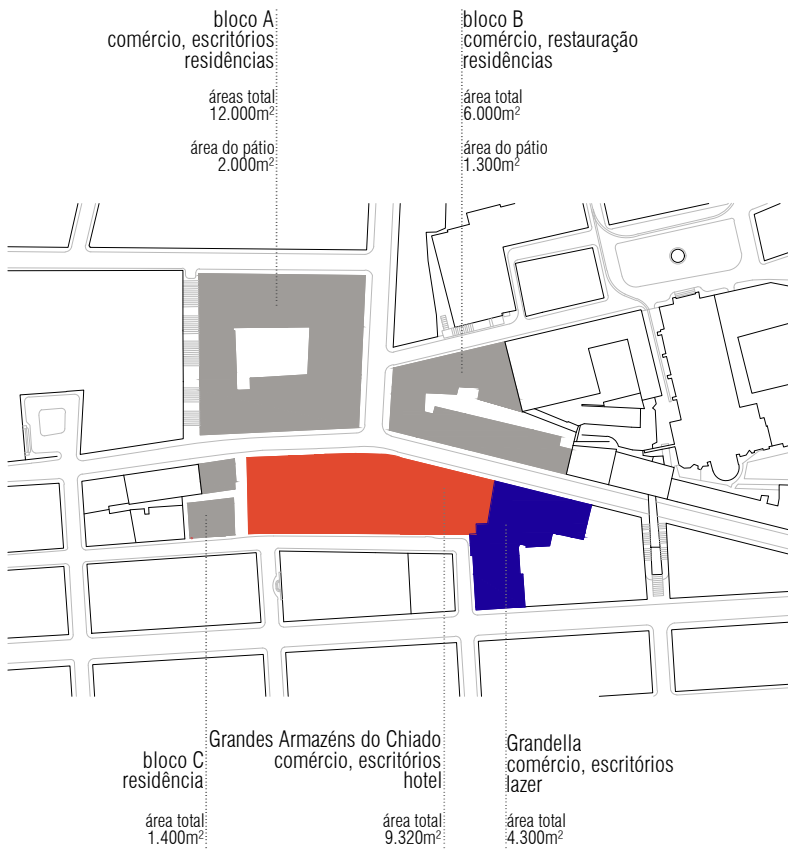 bloco A
comércio, escritórios
residências
áreas total
12.000m²
área do pátio
2.000m²
bloco B
comércio, restauração
residências
área total
6.000m²
área do pátio
1.300m²
bloco C
residência
área total
1.400m²
Grandes Armazéns do Chiado
comércio, escritórios
hotel
área total
9.320m²
Grandella
comércio, escritórios
lazer
área total
4.300m²